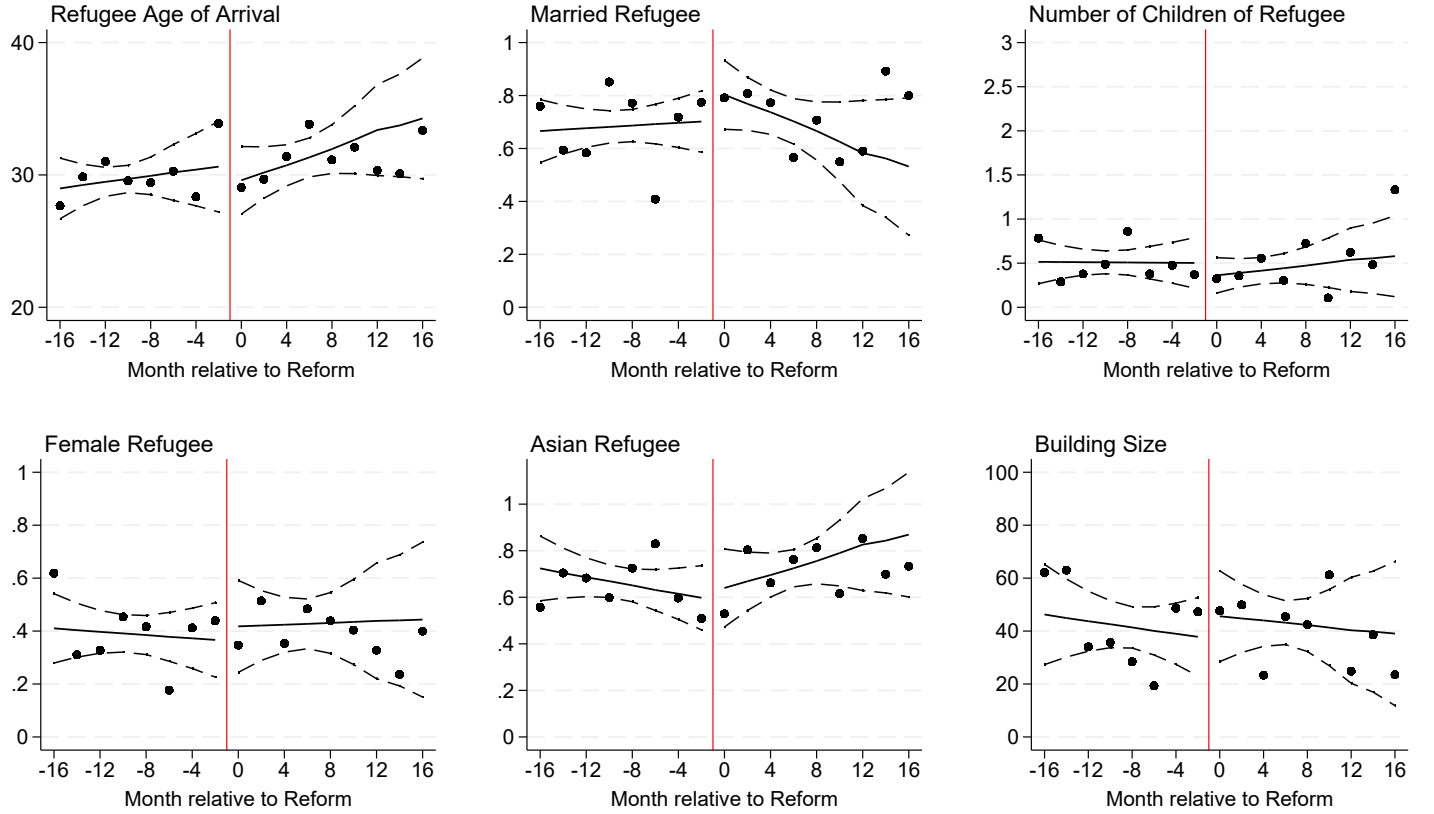 Refugee Age of Arrival
40
30
20
-16 -12 -8 -4 0 4 8 12 16
Month relative to Reform
Married Refugee
1
.8
.6
.4
.2
0
-16 -12 -8 -4 0 4 8 12 16
Month relative to Reform
Number of Children of Refugee
3
2.5
2
1.5
1
.5
0
-16 -12 -8 -4 0 4 8 12 16
Month relative to Reform
Female Refugee
1
.8
.6
.4
.2
0
-16 -12 -8 -4 0 4 8 12 16
Month relative to Reform
Asian Refugee
1
.8
.6
.4
.2
0
-16 -12 -8 -4 0 4 8 12 16
Month relative to Reform
Building Size
100
80
60
40
20
0
-16 -12 -8 -4 0 4 8 12 16
Month relative to Reform